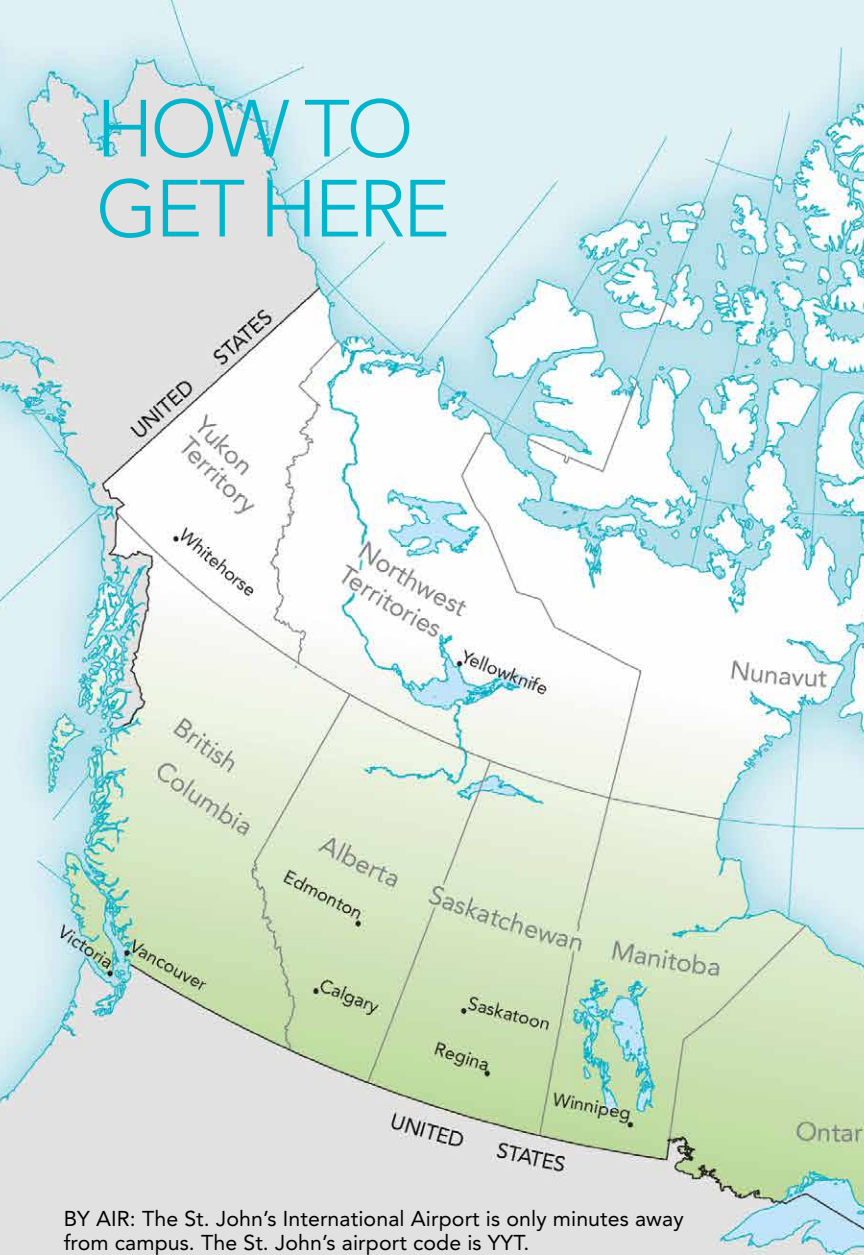 HOW TO
GET HERE
UNITED STATES
Yukon
Territory
Whitehorse
Northwest
Territories
Yellowknife
Nunavut
British
Columbia
Alberta
Edmonton
Saskatchewan
Manitoba
Victoria
Vancouver
Calgary
Saskatoon
Regina
Winnipeg
Ontar
UNITED STATES
BY AIR: The St. John’s International Airport is only minutes away
from campus. The St. John’s airport code is YYT.